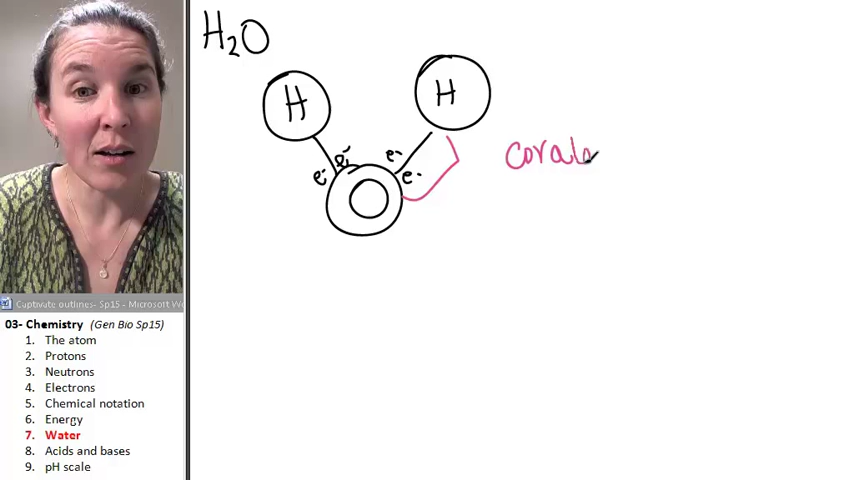 H₂O
H
H
e⁻
e⁻
e⁻
e⁻
O
covale
Captivate outlines- Sp15 - Microsoft Wo
03- Chemistry (Gen Bio Sp15)
1. The atom
2. Protons
3. Neutrons
4. Electrons
5. Chemical notation
6. Energy
7. Water
8. Acids and bases
9. pH scale